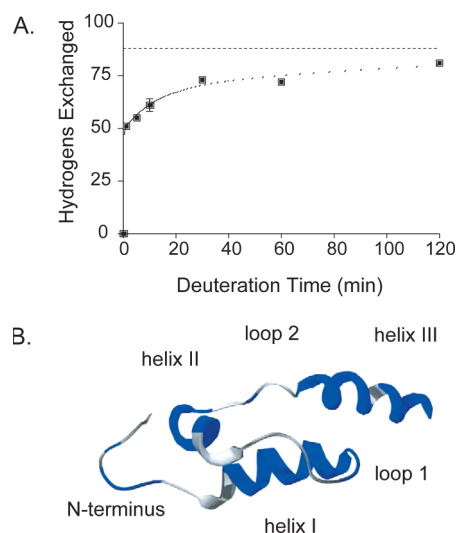 A.
100
75
50
25
0
Hydrogens Exchanged
0 20 40 60 80 100 120
Deuteration Time (min)
B.
loop 2
helix III
helix II
loop 1
N-terminus
helix I